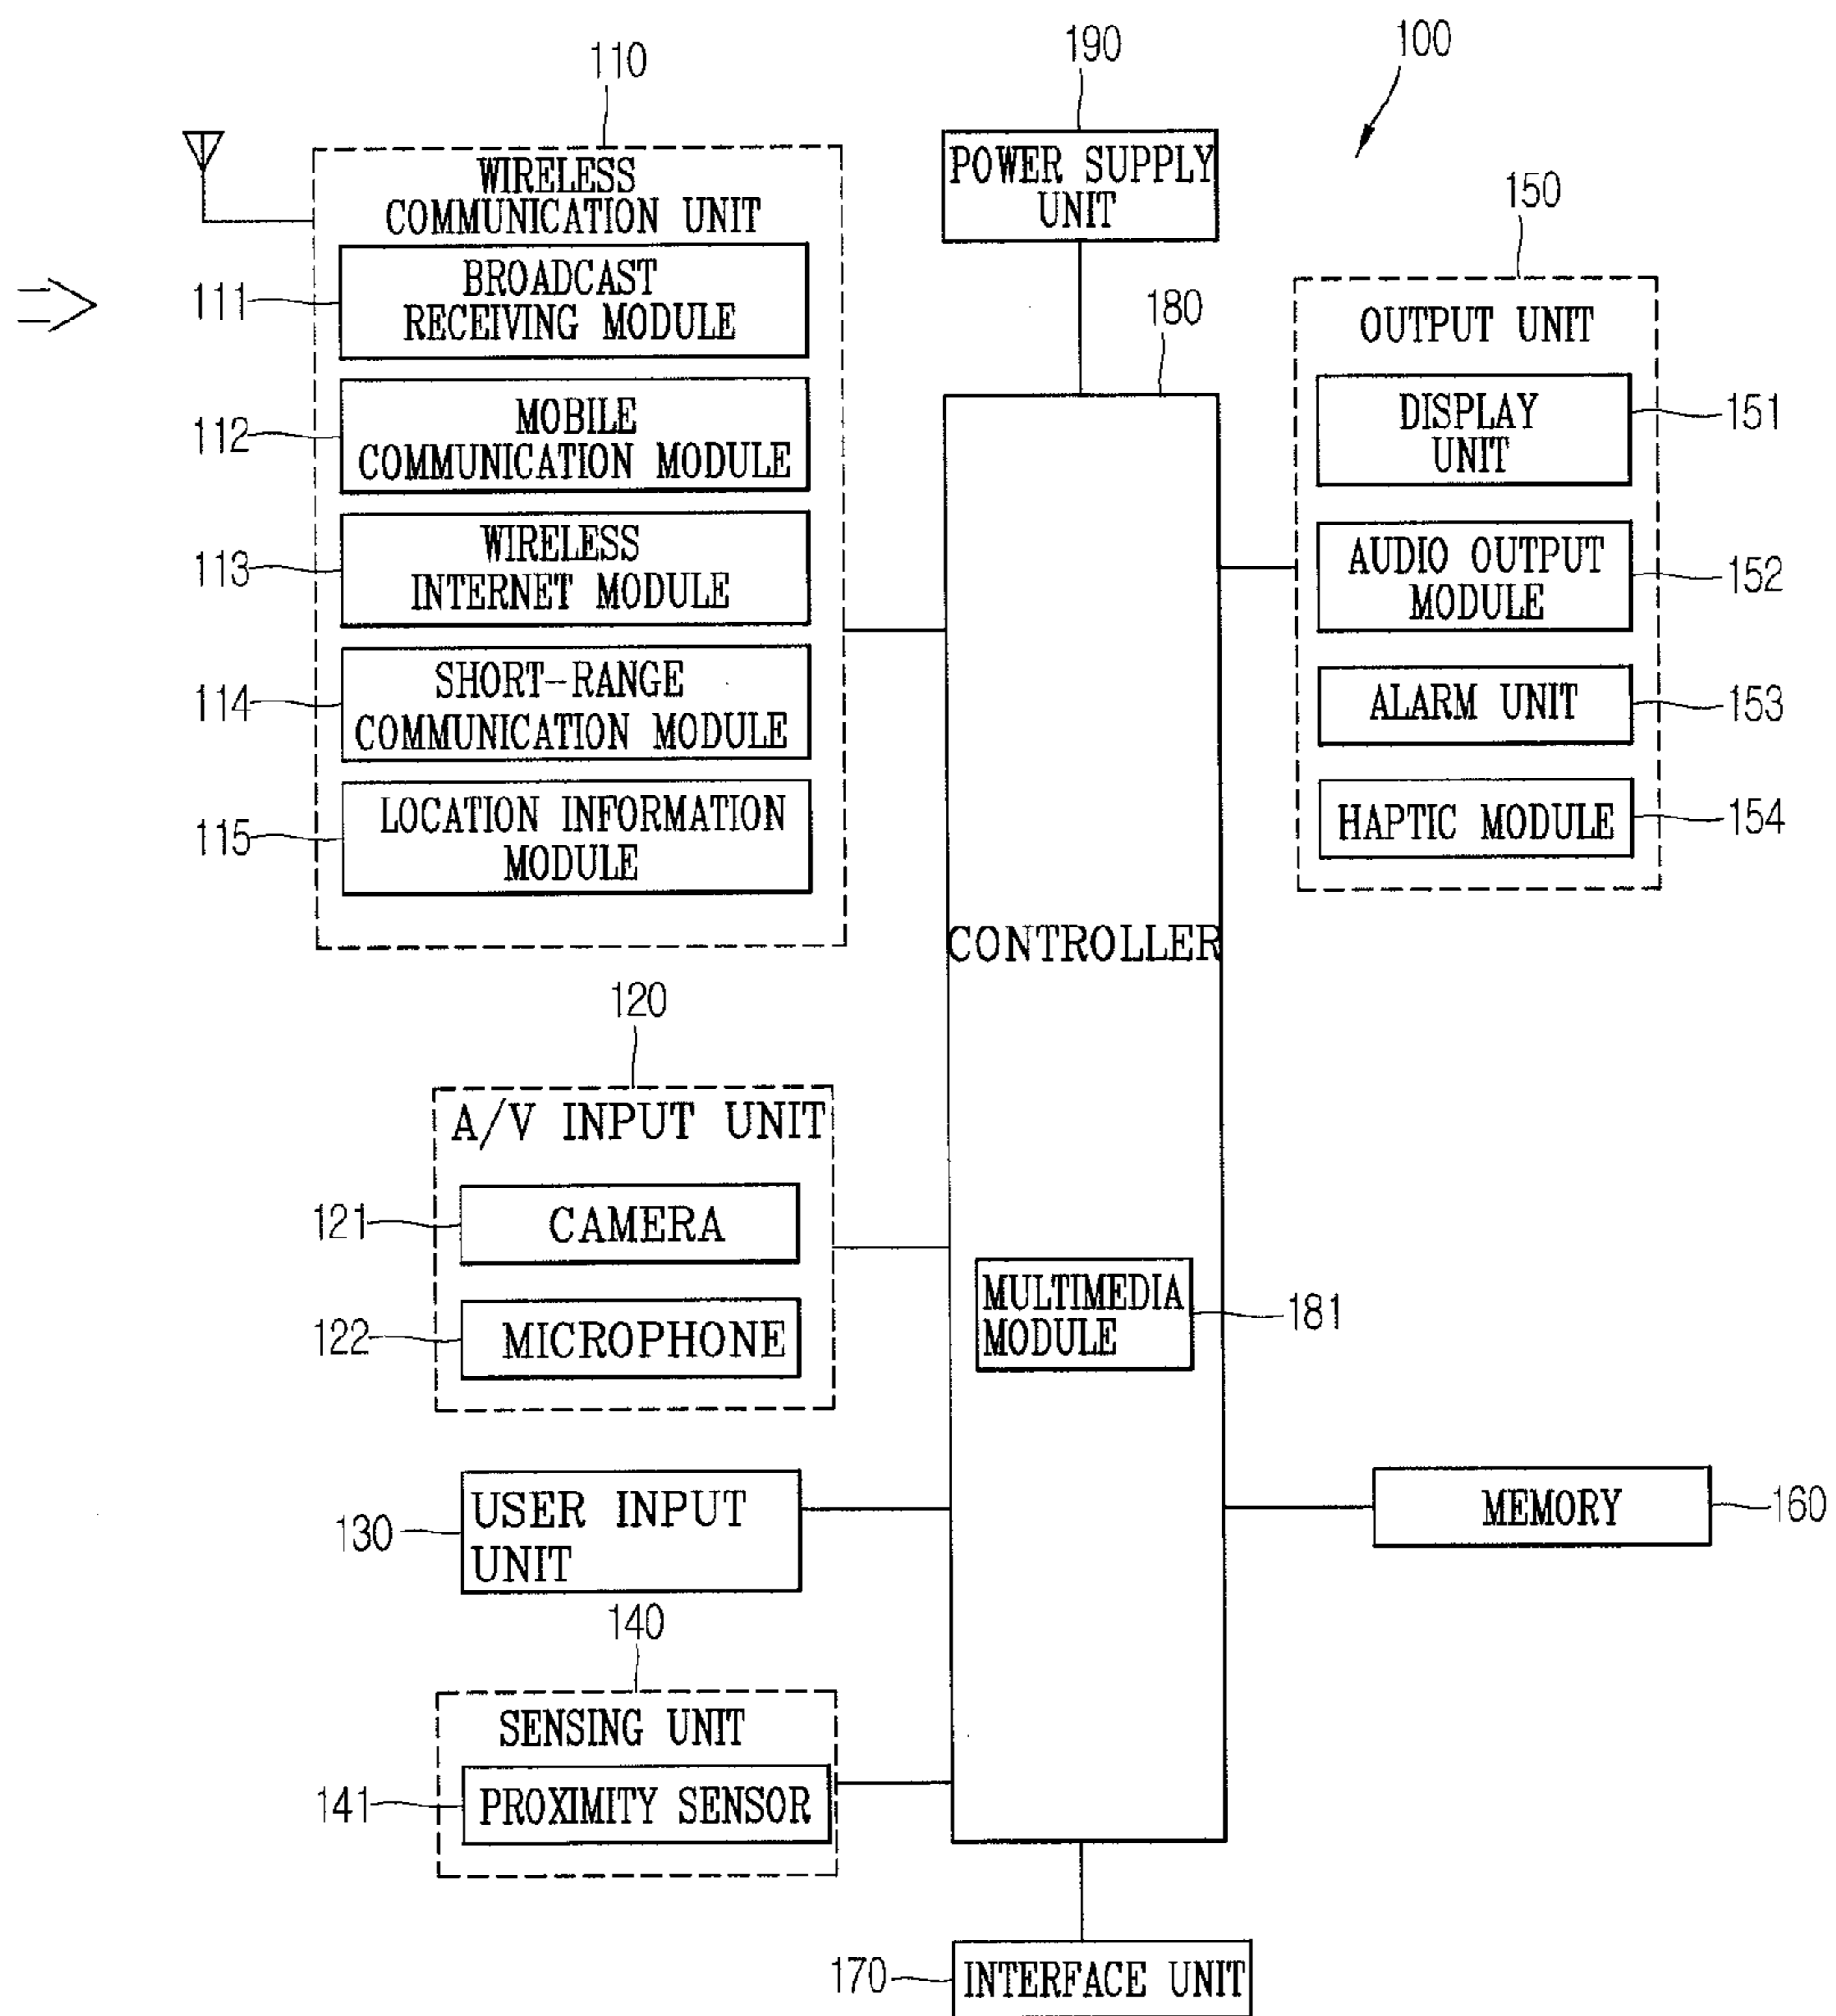 100
110
190
WIRELESS
COMMUNICATION UNIT
POWER SUPPLY
UNIT
150
111
BROADCAST
RECEIVING MODULE
180
OUTPUT UNIT
112
MOBILE
COMMUNICATION MODULE
DISPLAY
UNIT
151
113
WIRELESS
INTERNET MODULE
AUDIO OUTPUT
MODULE
152
114
SHORT-RANGE
COMMUNICATION MODULE
ALARM UNIT
153
115
LOCATION INFORMATION
MODULE
HAPTIC MODULE
154
CONTROLLER
120
A/V INPUT UNIT
121
CAMERA
122
MICROPHONE
MULTIMEDIA
MODULE
181
130
USER INPUT
UNIT
MEMORY
160
140
SENSING UNIT
141
PROXIMITY SENSOR
170
INTERFACE UNIT